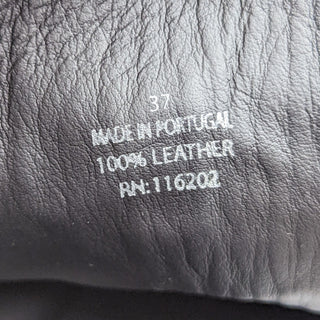 37
MADE IN PORTUGAL
100% LEATHER
RN:116202